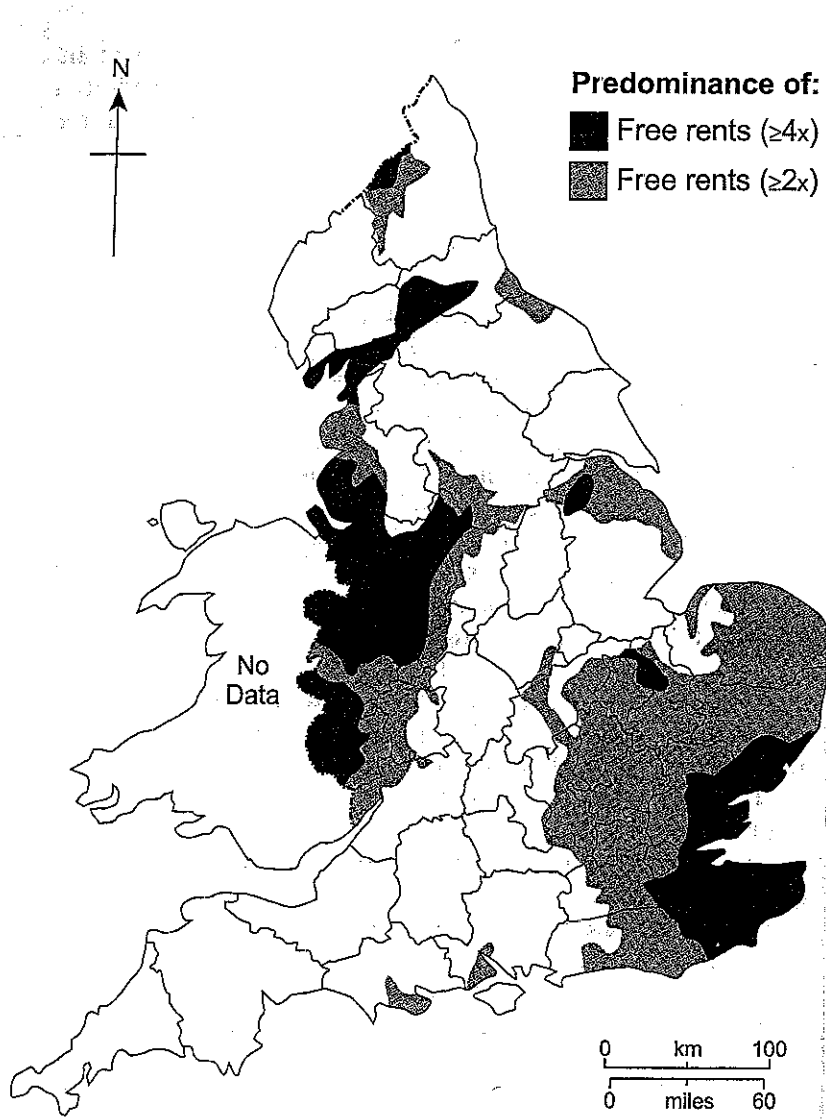 N
Predominance of:
Free rents (≥4x)
Free rents (≥2x)
No
Data
0 km 100
0 miles 60